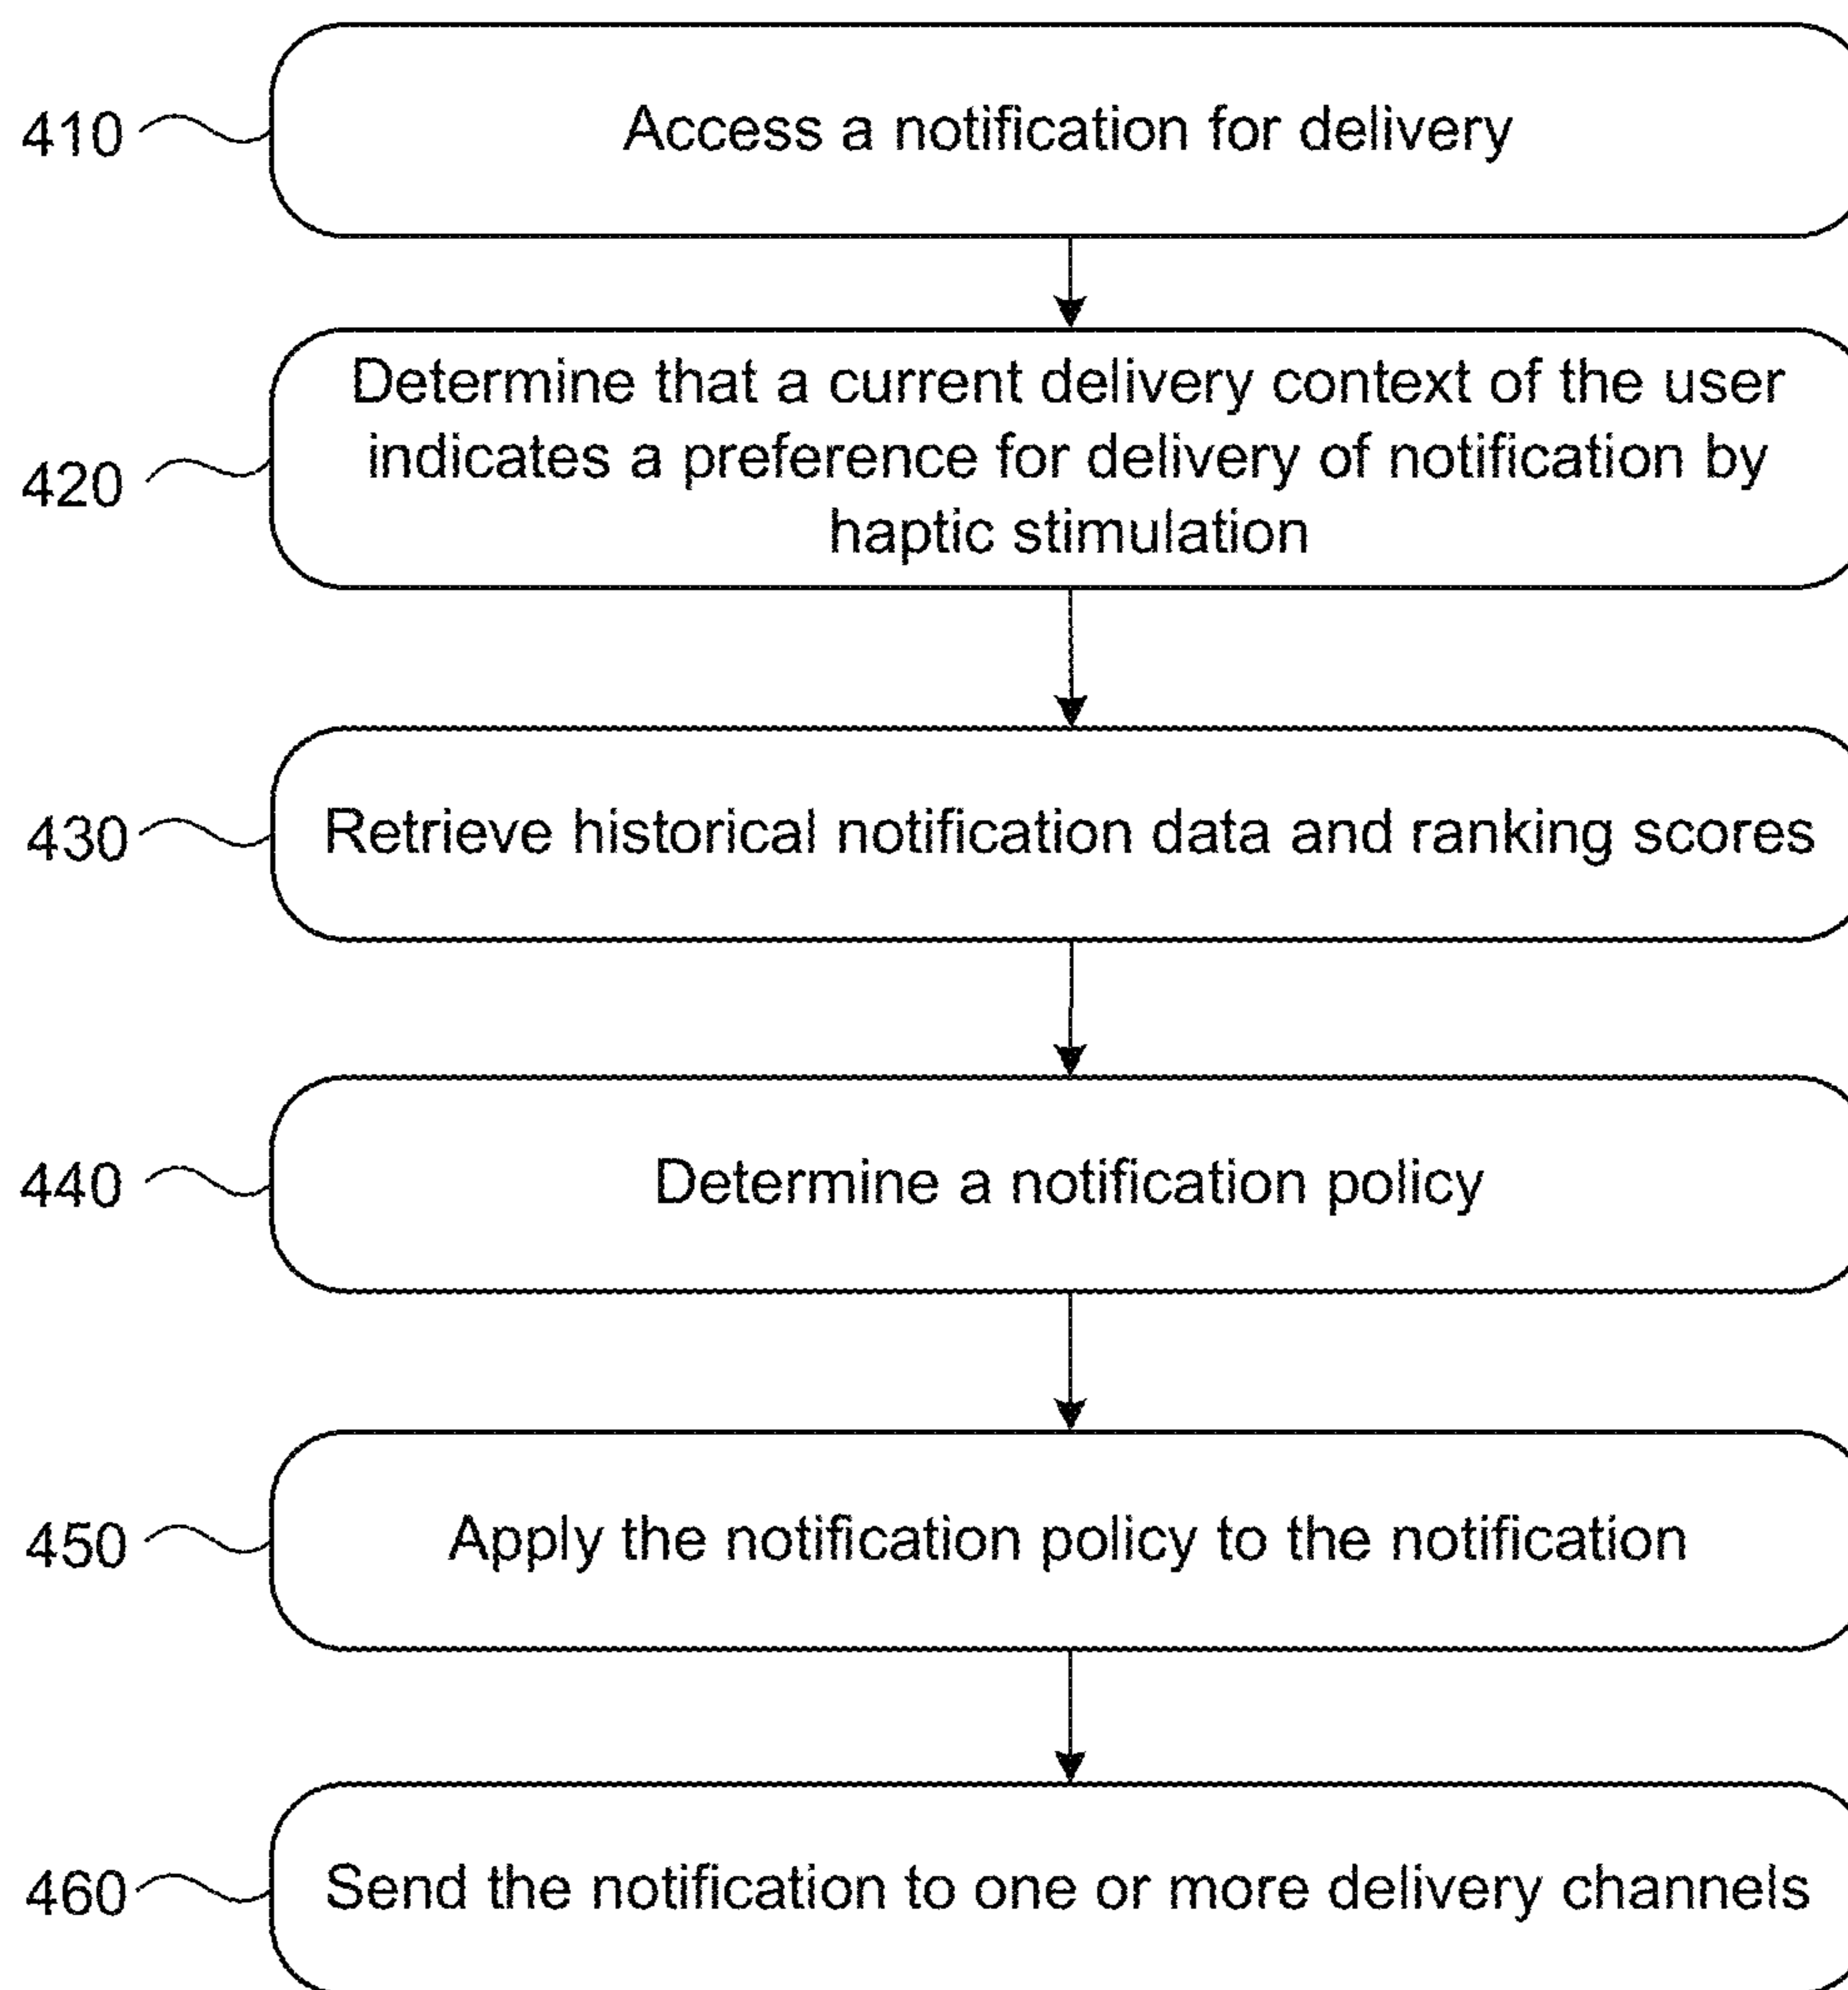 410
Access a notification for delivery
420
Determine that a current delivery context of the user
indicates a preference for delivery of notification by
haptic stimulation
430
Retrieve historical notification data and ranking scores
440
Determine a notification policy
450
Apply the notification policy to the notification
460
Send the notification to one or more delivery channels